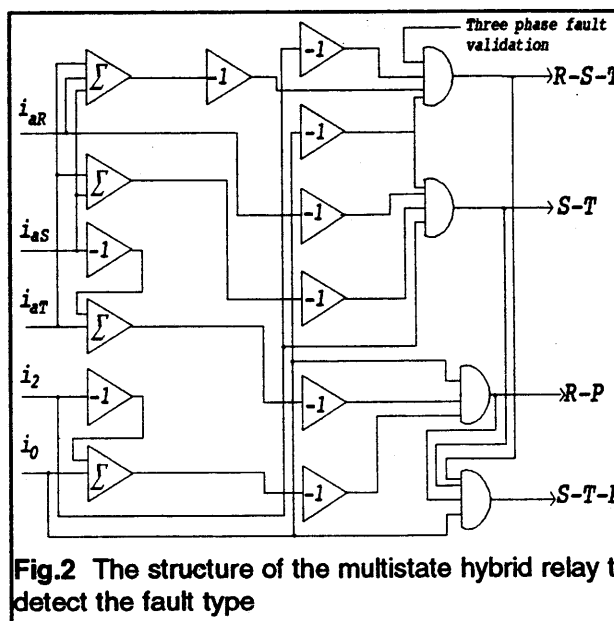 Three phase fault
validation
-1
Σ
-1
R-S-T
i_aR
-1
Σ
-1
S-T
i_aS
-1
-1
i_aT
Σ
i_2
-1
-1
R-P
i_0
Σ
-1
S-T-
Fig.2 The structure of the multistate hybrid relay t
detect the fault type